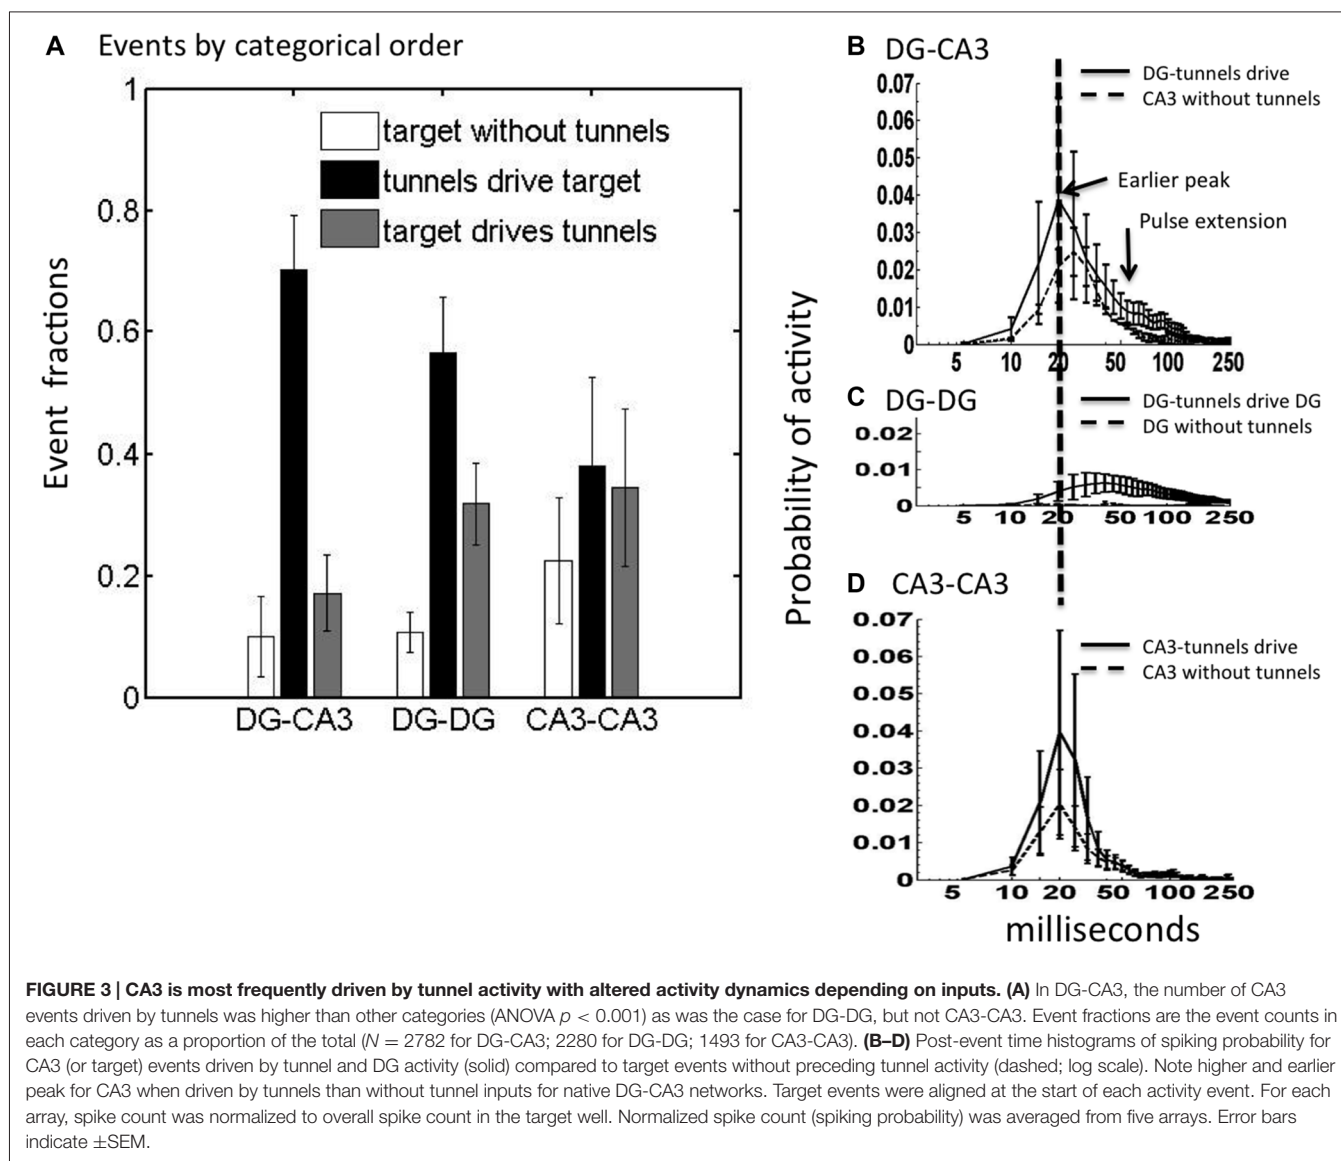 A Events by categorical order
1
0.8
0.6
0.4
0.2
0
Event fractions
target without tunnels
tunnels drive target
target drives tunnels
DG-CA3 DG-DG CA3-CA3
Probability of activity
B DG-CA3
DG-tunnels drive
CA3 without tunnels
0.07
0.06
0.05
0.04
0.03
0.02
0.01
0
Earlier peak
Pulse extension
5 10 20 50 100 250
C DG-DG
DG-tunnels drive DG
DG without tunnels
0.02
0.01
0
5 10 20 50 100 250
D CA3-CA3
CA3-tunnels drive
CA3 without tunnels
0.07
0.06
0.05
0.04
0.03
0.02
0.01
0
5 10 20 50 100 250
milliseconds
FIGURE 3 | CA3 is most frequently driven by tunnel activity with altered activity dynamics depending on inputs. (A) In DG-CA3, the number of CA3
events driven by tunnels was higher than other categories (ANOVA p < 0.001) as was the case for DG-DG, but not CA3-CA3. Event fractions are the event counts in
each category as a proportion of the total (N = 2782 for DG-CA3; 2280 for DG-DG; 1493 for CA3-CA3). (B–D) Post-event time histograms of spiking probability for
CA3 (or target) events driven by tunnel and DG activity (solid) compared to target events without preceding tunnel activity (dashed; log scale). Note higher and earlier
peak for CA3 when driven by tunnels than without tunnel inputs for native DG-CA3 networks. Target events were aligned at the start of each activity event. For each
array, spike count was normalized to overall spike count in the target well. Normalized spike count (spiking probability) was averaged from five arrays. Error bars
indicate ±SEM.